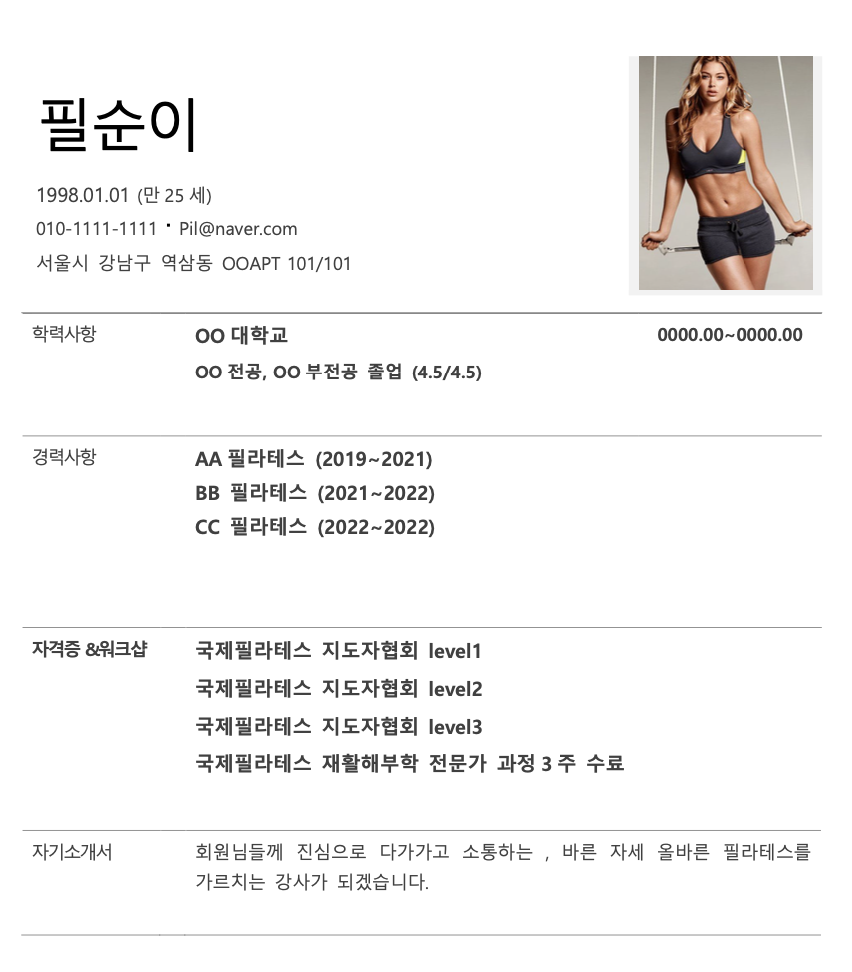 필순이
1998.01.01 (만 25 세)
010-1111-1111 · Pil@naver.com
서울시 강남구 역삼동 OOAPT 101/101
학력사항 OO 대학교 0000.00~0000.00
OO 전공, OO 부전공 졸업 (4.5/4.5)
경력사항 AA 필라테스 (2019~2021)
BB 필라테스 (2021~2022)
CC 필라테스 (2022~2022)
자격증 &워크샵 국제필라테스 지도자협회 level1
국제필라테스 지도자협회 level2
국제필라테스 지도자협회 level3
국제필라테스 재활해부학 전문가 과정 3 주 수료
자기소개서 회원님들께 진심으로 다가가고 소통하는 , 바른 자세 올바른 필라테스를
가르치는 강사가 되겠습니다.